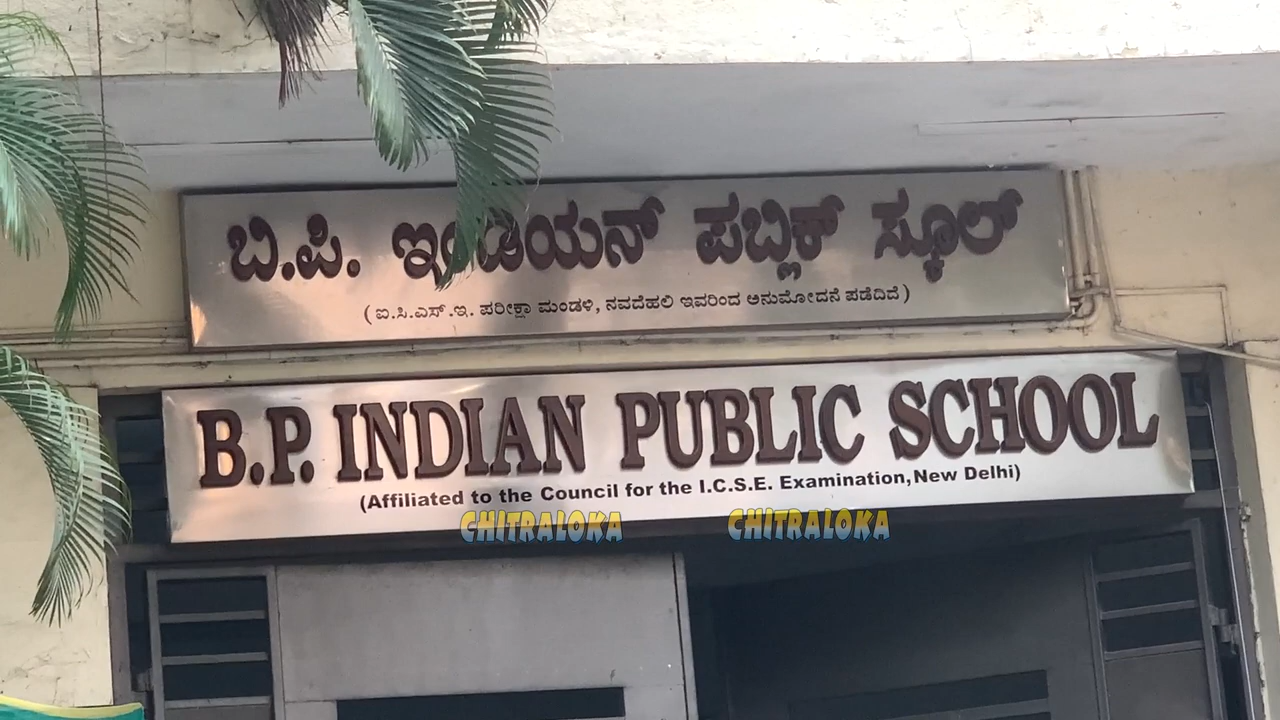 ಬಿ.ಪಿ. ಇಂಡಿಯನ್ ಪಬ್ಲಿಕ್ ಸ್ಕೂಲ್
(ಐ.ಸಿ.ಎಸ್.ಇ. ಪರೀಕ್ಷಾ ಮಂಡಳಿ, ನವದೆಹಲಿ ಇವರಿಂದ ಅನುಮೋದನೆ ಪಡೆದಿದೆ)
B.P. INDIAN PUBLIC SCHOOL
(Affiliated to the Council for the I.C.S.E. Examination, New Delhi)
CHITRALOKA CHITRALOKA